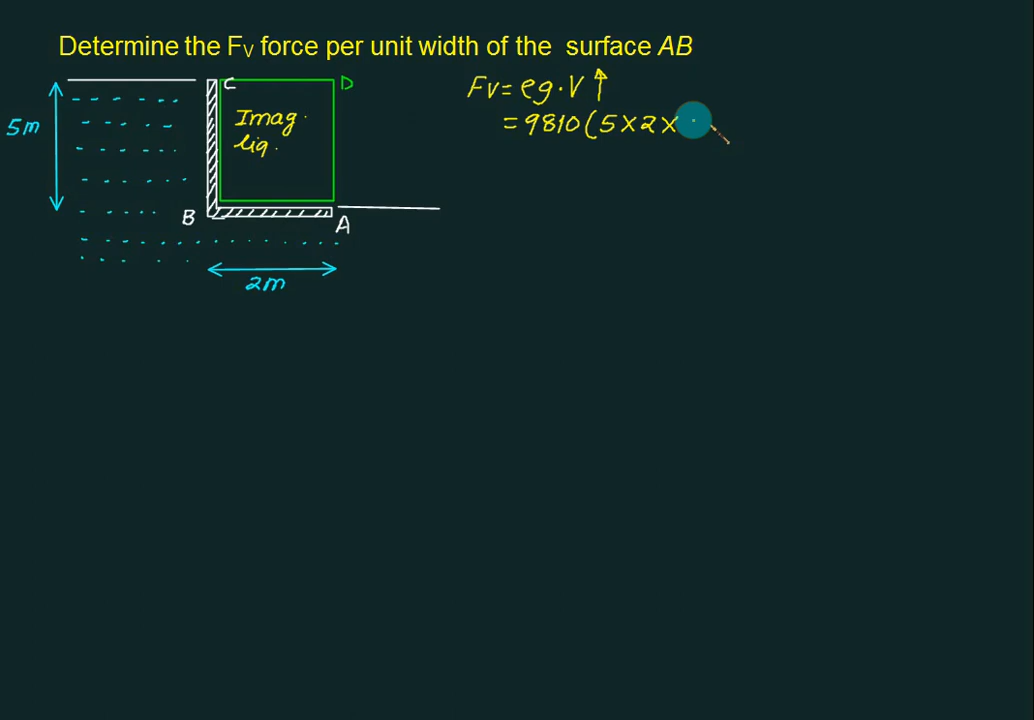 Determine the FV force per unit width of the surface AB
C
D
FV = ρg.V ↑
= 9810 (5 × 2 ×
5m
Imag.
liq.
B
A
2m